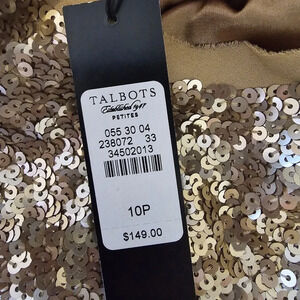 TALBOTS
Established 1947
PETITES
055 30 04
238072 33
34502013
10P
$149.00